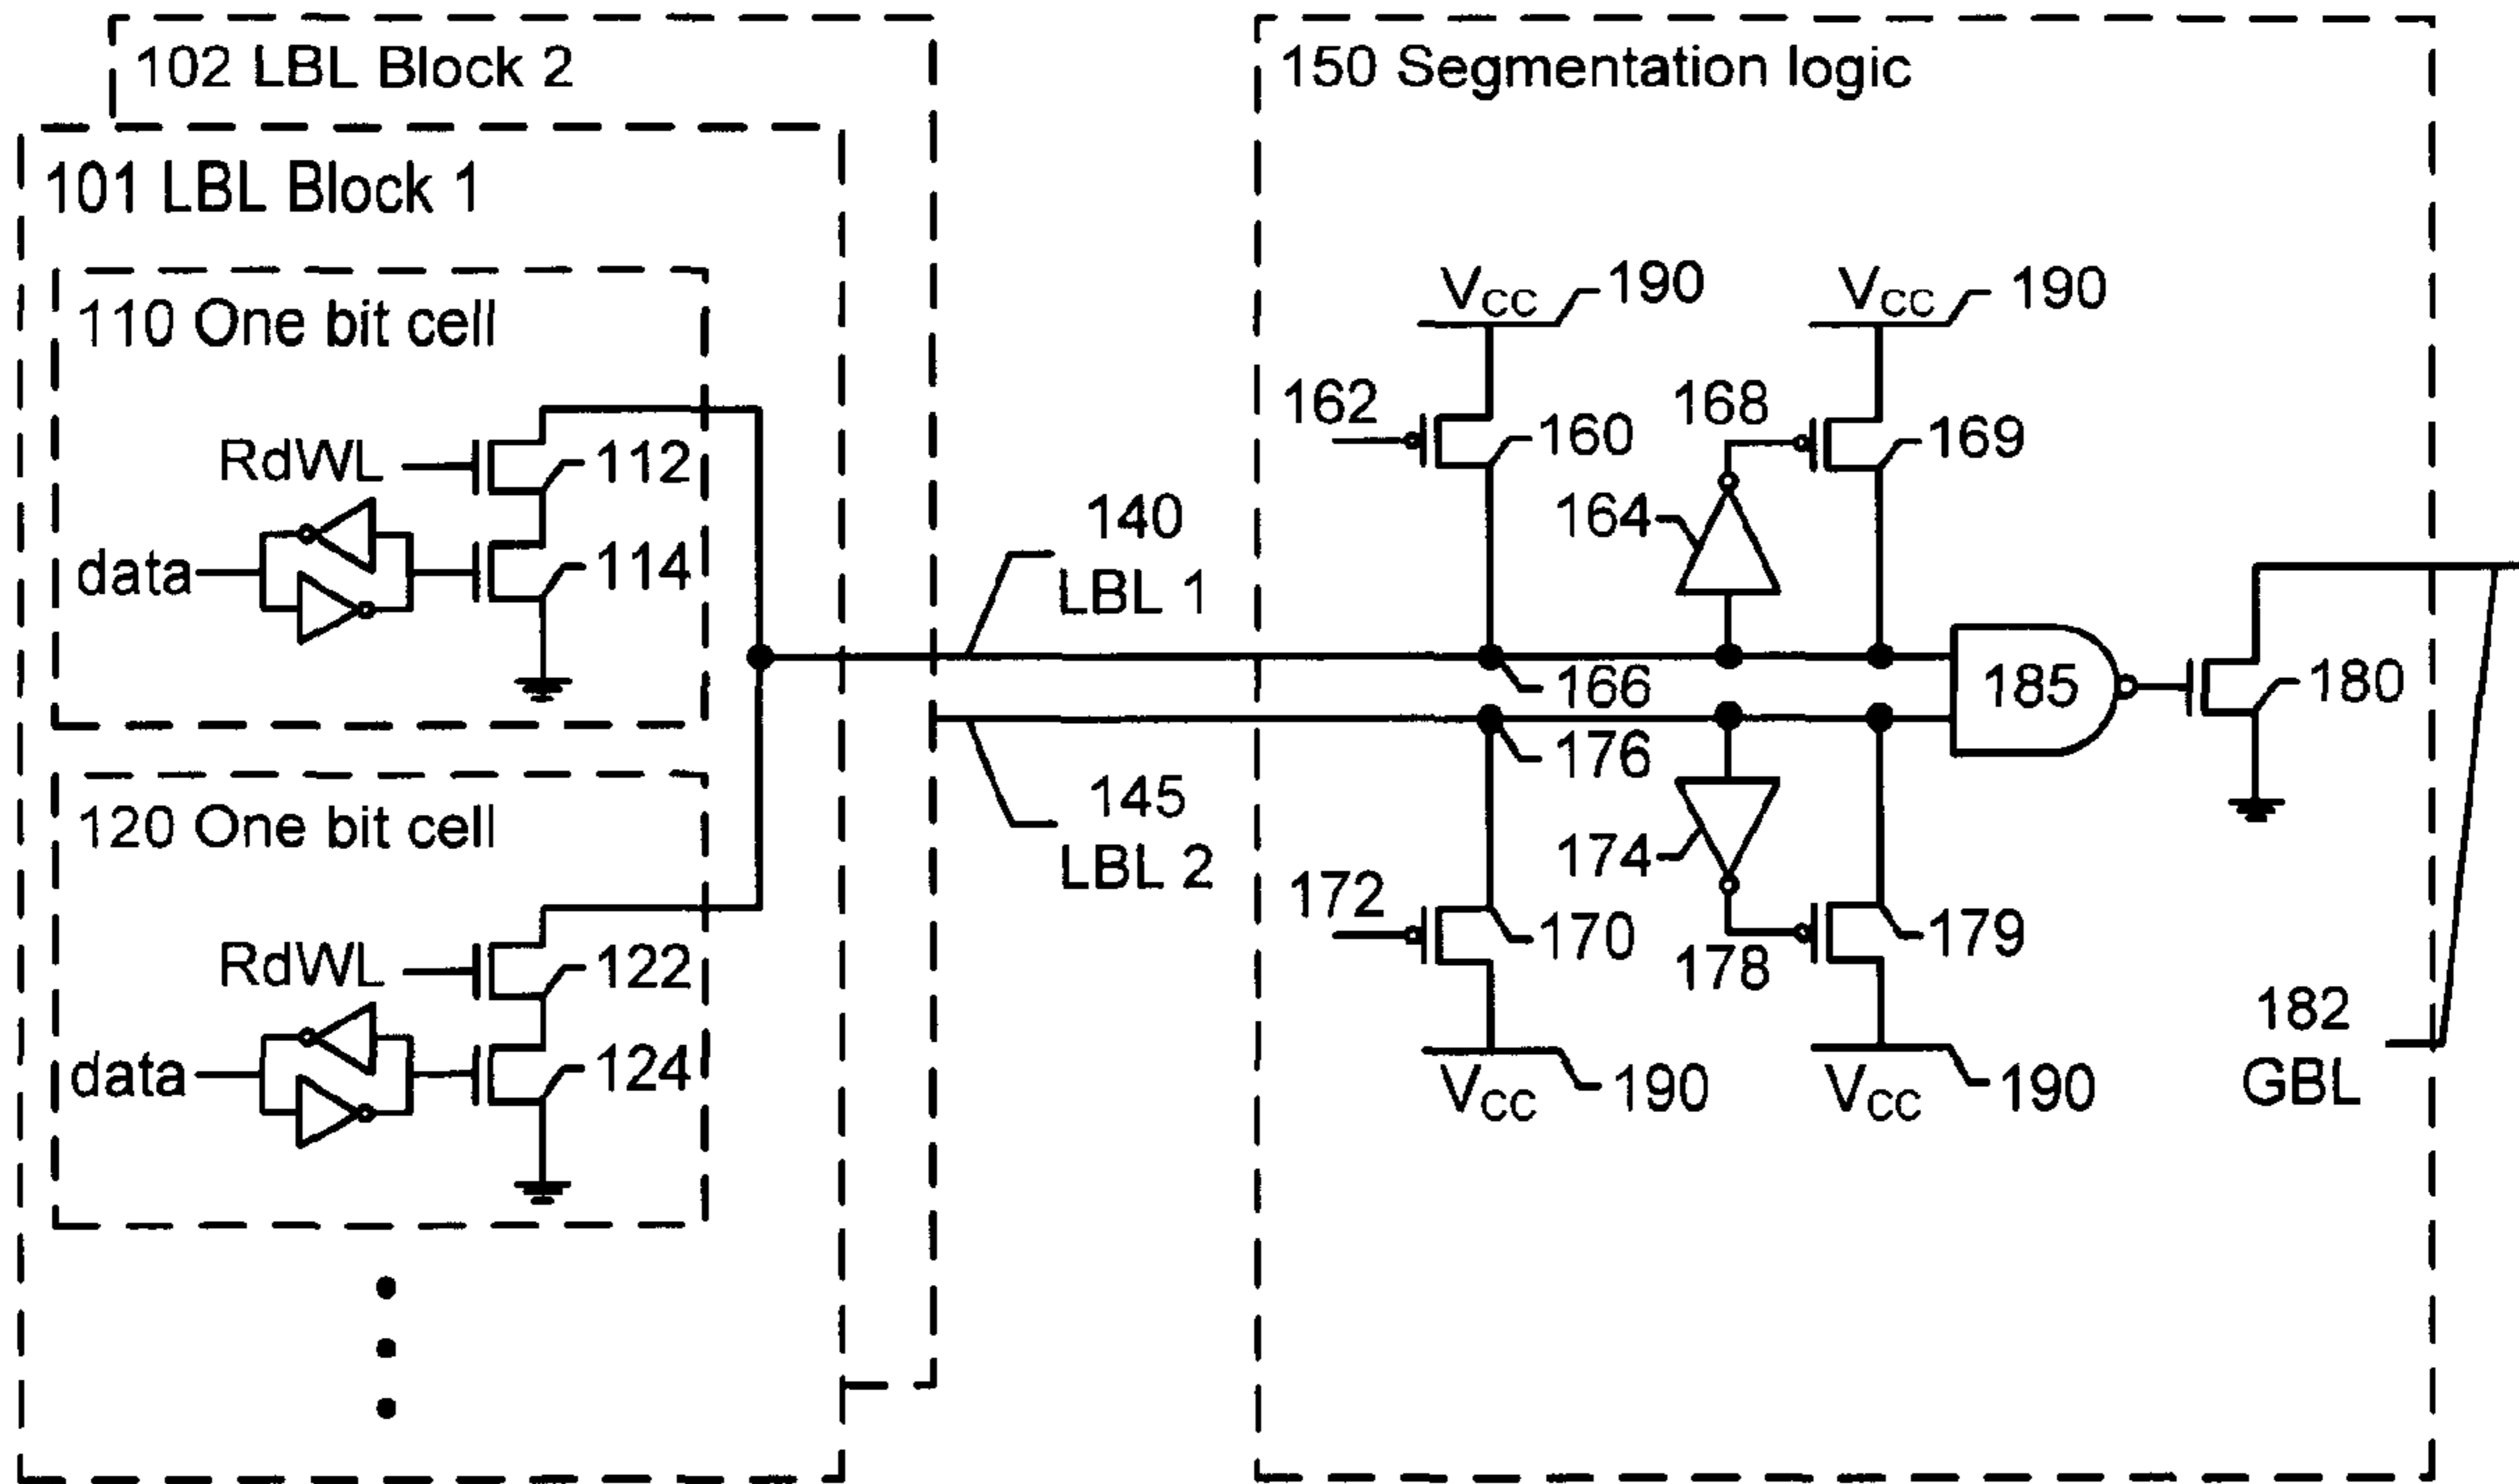 102 LBL Block 2
101 LBL Block 1
110 One bit cell
RdWL
112
data
114
120 One bit cell
RdWL
122
data
124
140
LBL 1
145
LBL 2
150 Segmentation logic
VCC
190
VCC
190
162
160
168
169
164
166
185
180
176
174
172
170
178
179
VCC
190
VCC
190
182
GBL